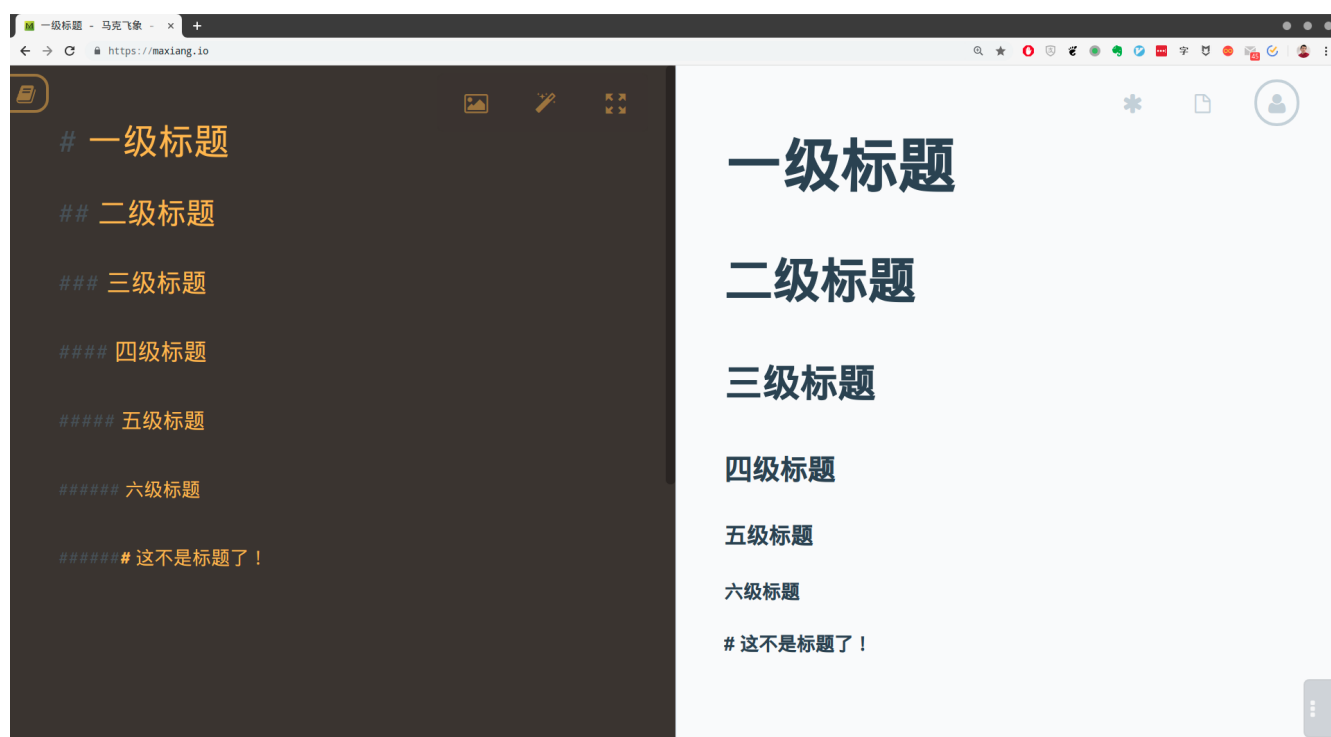 一级标题 - 马克飞象 -
https://maxiang.io
字
45
# 一级标题
## 二级标题
### 三级标题
#### 四级标题
##### 五级标题
###### 六级标题
####### 这不是标题了！
一级标题
二级标题
三级标题
四级标题
五级标题
六级标题
# 这不是标题了！